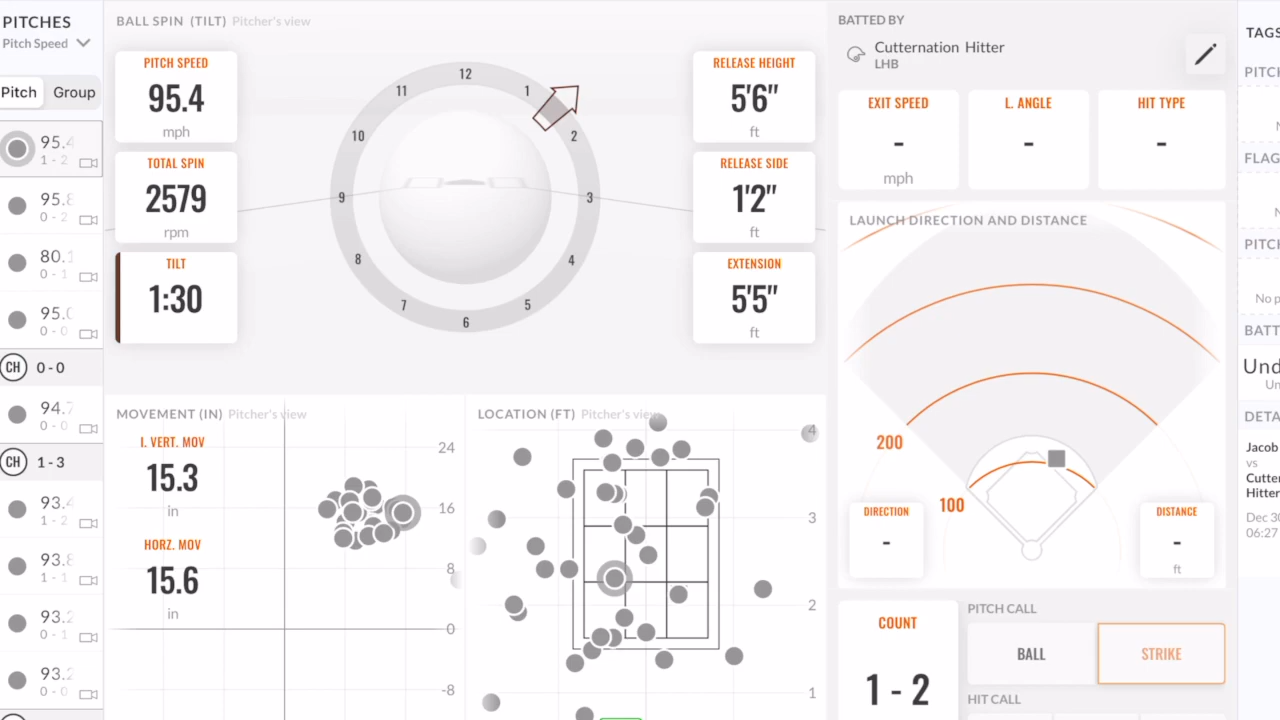 PITCHES
Pitch Speed
Pitch Group
95.4
1 - 2
95.8
0 - 2
80.1
0 - 1
95.0
0 - 0
CH 0 - 0
94.7
0 - 0
CH 1 - 3
93.4
1 - 2
93.8
1 - 1
93.2
0 - 1
93.2
0 - 0
BALL SPIN (TILT) Pitcher's view
PITCH SPEED
95.4
mph
TOTAL SPIN
2579
rpm
TILT
1:30
12
1
2
3
4
5
6
7
8
9
10
11
RELEASE HEIGHT
5'6"
ft
RELEASE SIDE
1'2"
ft
EXTENSION
5'5"
ft
MOVEMENT (IN) Pitcher's view
I. VERT. MOV
15.3
in
HORZ. MOV
15.6
in
24
16
8
0
-8
LOCATION (FT) Pitcher's view
4
3
2
1
BATTED BY
Cutternation Hitter
LHB
EXIT SPEED
-
mph
L. ANGLE
-
HIT TYPE
-
LAUNCH DIRECTION AND DISTANCE
200
100
DIRECTION
-
DISTANCE
-
ft
COUNT
1 - 2
PITCH CALL
BALL
STRIKE
HIT CALL
TAGS
PITCH
FLAG
PITCH
No p
BATT
Und
Un
DETA
Jacob
vs
Cutter
Hitter
Dec 30
06:27